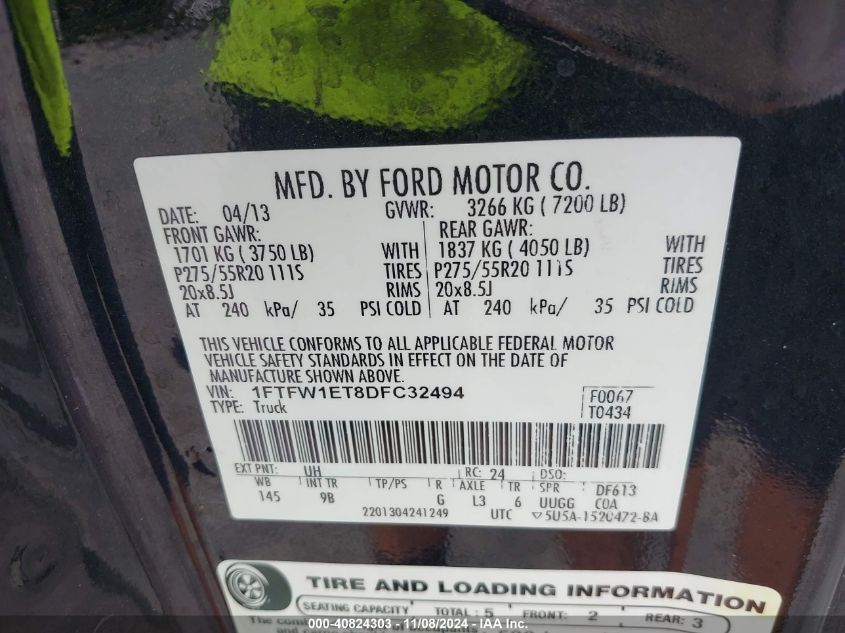 MFD. BY FORD MOTOR CO.
DATE: 04/13 GVWR: 3266 KG ( 7200 LB)
FRONT GAWR: REAR GAWR:
1701 KG ( 3750 LB) WITH 1837 KG ( 4050 LB) WITH
P275/55R20 111S TIRES P275/55R20 111S TIRES
20x8.5J RIMS 20x8.5J RIMS
AT 240 kPa/ 35 PSI COLD AT 240 kPa/ 35 PSI COLD
THIS VEHICLE CONFORMS TO ALL APPLICABLE FEDERAL MOTOR
VEHICLE SAFETY STANDARDS IN EFFECT ON THE DATE OF
MANUFACTURE SHOWN ABOVE.
VIN: 1FTFW1ET8DFC32494 F0067
TYPE: Truck T0434
EXT PNT: UH RC: 24 DSO:
WB INT TR TP/PS R AXLE TR SPR DF613
145 9B G L3 6 UUGG C0A
2201304241249 UTC ▽5U5A-1520472-BA
TIRE AND LOADING INFORMATION
SEATING CAPACITY TOTAL: 5 FRONT: 2 REAR: 3
000-40824303 - 11/08/2024 - IAA Inc.